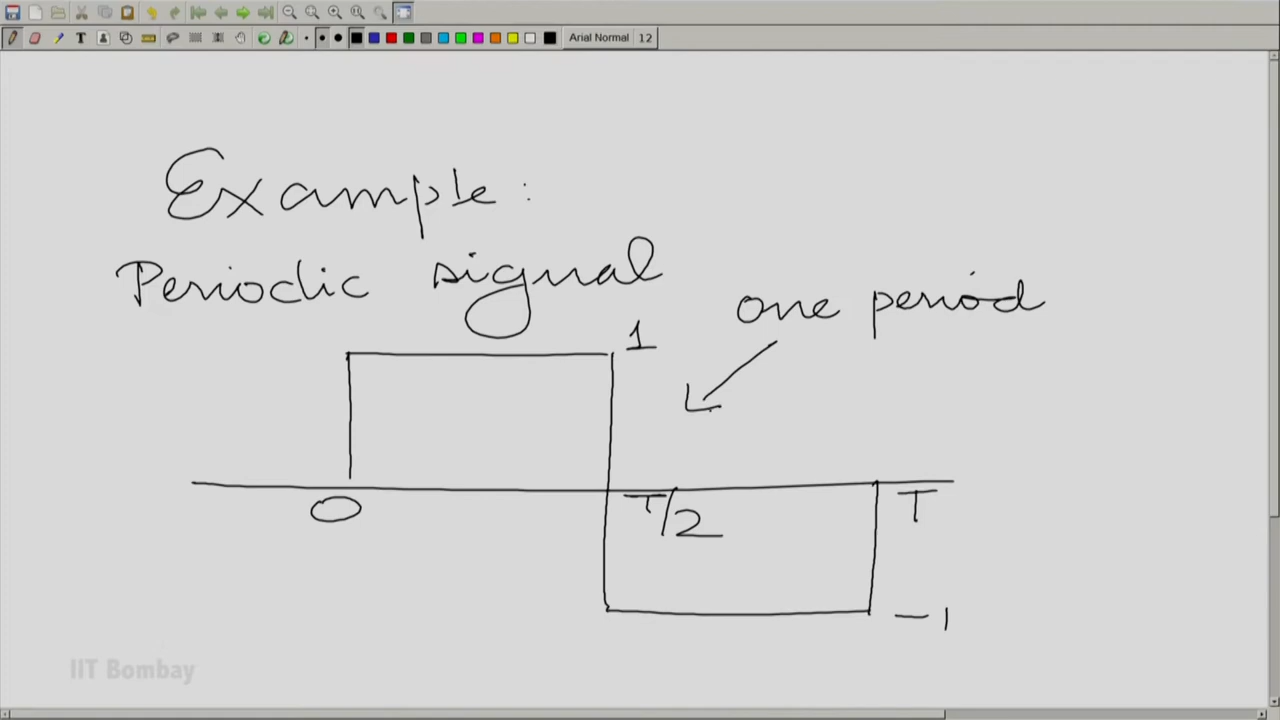 Arial Normal 12
Example:
Periodic signal
one period
1
0
T/2
T
-1
IIT Bombay